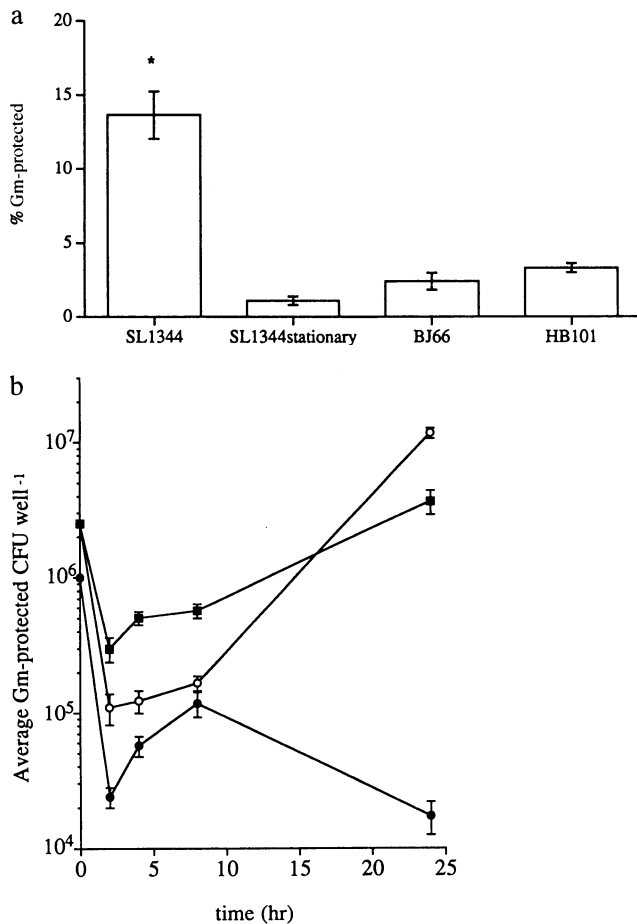 a
% Gm-protected
20
15
10
5
0
*
SL1344
SL1344stationary
BJ66
HB101
b
Average Gm-protected CFU well -1
10^7
10^6
10^5
10^4
0
5
10
15
20
25
time (hr)